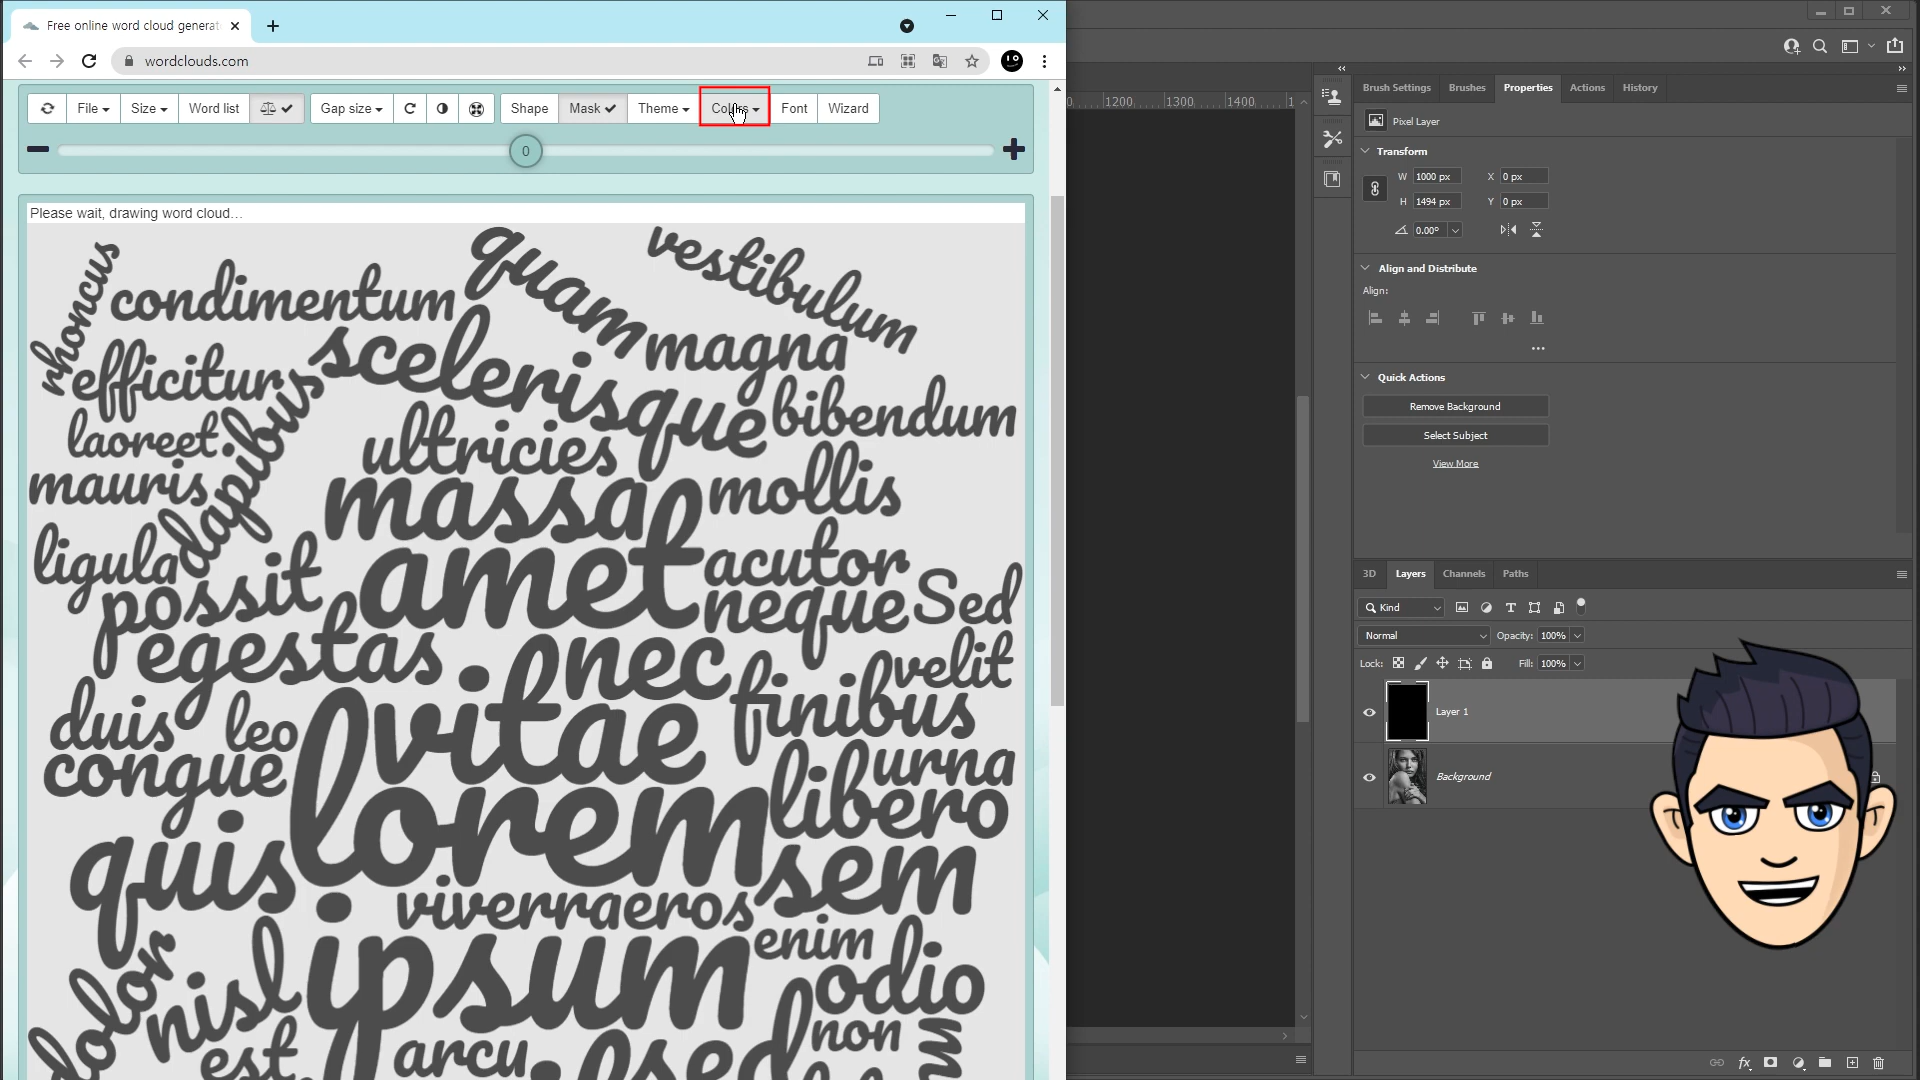 Free online word cloud generat
wordclouds.com
File
Size
Word list
Gap size
Shape
Mask
Theme
Colors
Font
Wizard
0
Please wait, drawing word cloud...
rhoncus
condimentum
quam
vestibulum
efficitur
scelerisque
magna
laoreet
dapibus
ultricies
bibendum
mauris
massa
mollis
ligula
amet
acutor
possit
neque
Sed
egestas
nec
velit
duis
leo
vitae
finibus
congue
lorem
urna
libero
quis
sem
viverraeros
ipsum
enim
dolor
nisl
odio
est
arcu
sed
non
1200
1300
1400
1
Brush Settings
Brushes
Properties
Actions
History
Pixel Layer
Transform
W 1000 px X 0 px
H 1494 px Y 0 px
0.00°
Align and Distribute
Align:
Quick Actions
Remove Background
Select Subject
View More
3D
Layers
Channels
Paths
Kind
Normal
Opacity: 100%
Lock:
Fill: 100%
Layer 1
Background